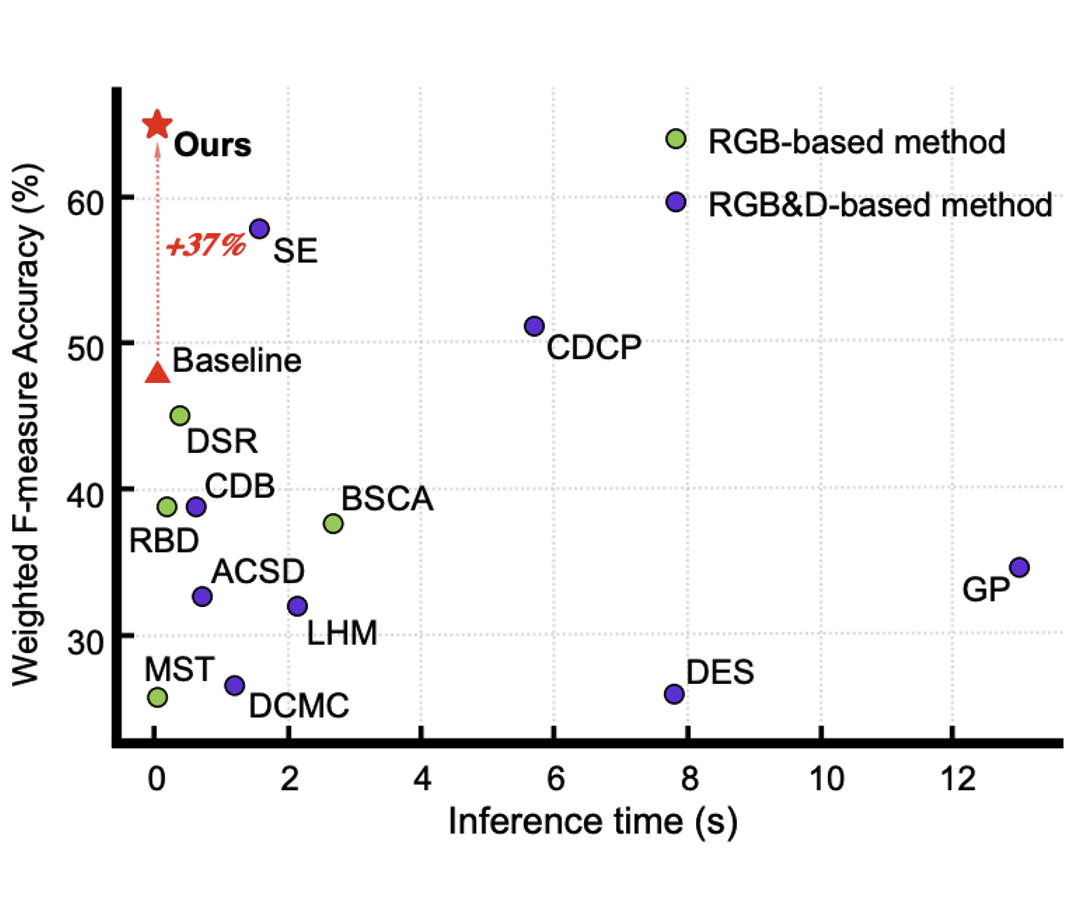 Ours
RGB-based method
60
RGB&D-based method
+37%
SE
50
CDCP
Baseline
DSR
40
CDB
BSCA
RBD
ACSD
GP
LHM
30
MST
DES
DCMC
0 2 4 6 8 10 12
Inference time (s)
Weighted F-measure Accuracy (%)